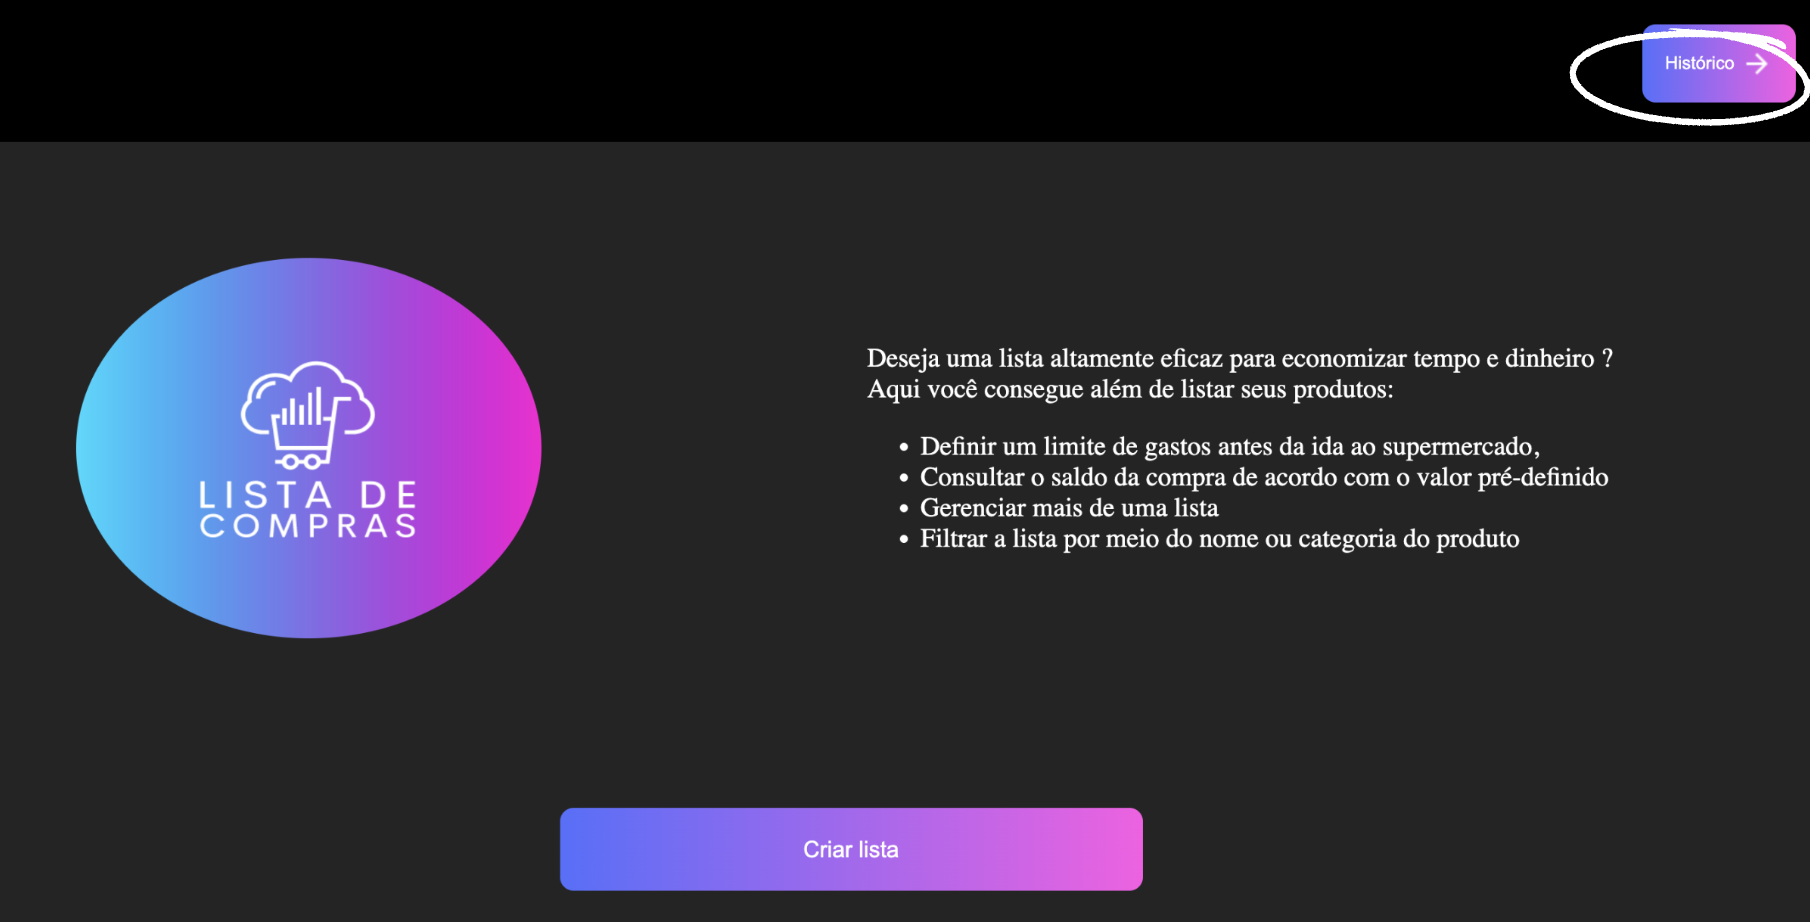 Histórico
LISTA DE
COMPRAS
Deseja uma lista altamente eficaz para economizar tempo e dinheiro ?
Aqui você consegue além de listar seus produtos:
• Definir um limite de gastos antes da ida ao supermercado,
• Consultar o saldo da compra de acordo com o valor pré-definido
• Gerenciar mais de uma lista
• Filtrar a lista por meio do nome ou categoria do produto
Criar lista